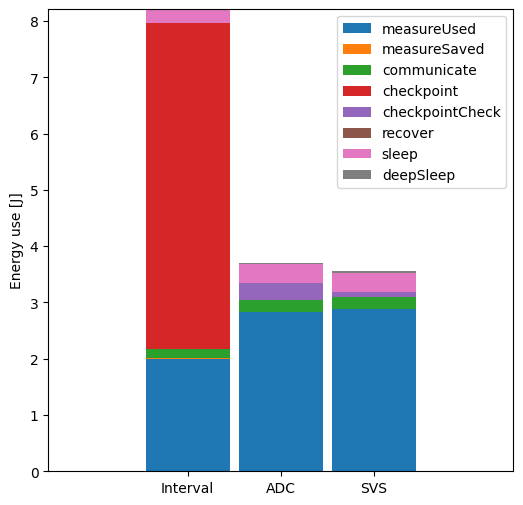 Energy use [J]
8
7
6
5
4
3
2
1
0
Interval
ADC
SVS
measureUsed
measureSaved
communicate
checkpoint
checkpointCheck
recover
sleep
deepSleep